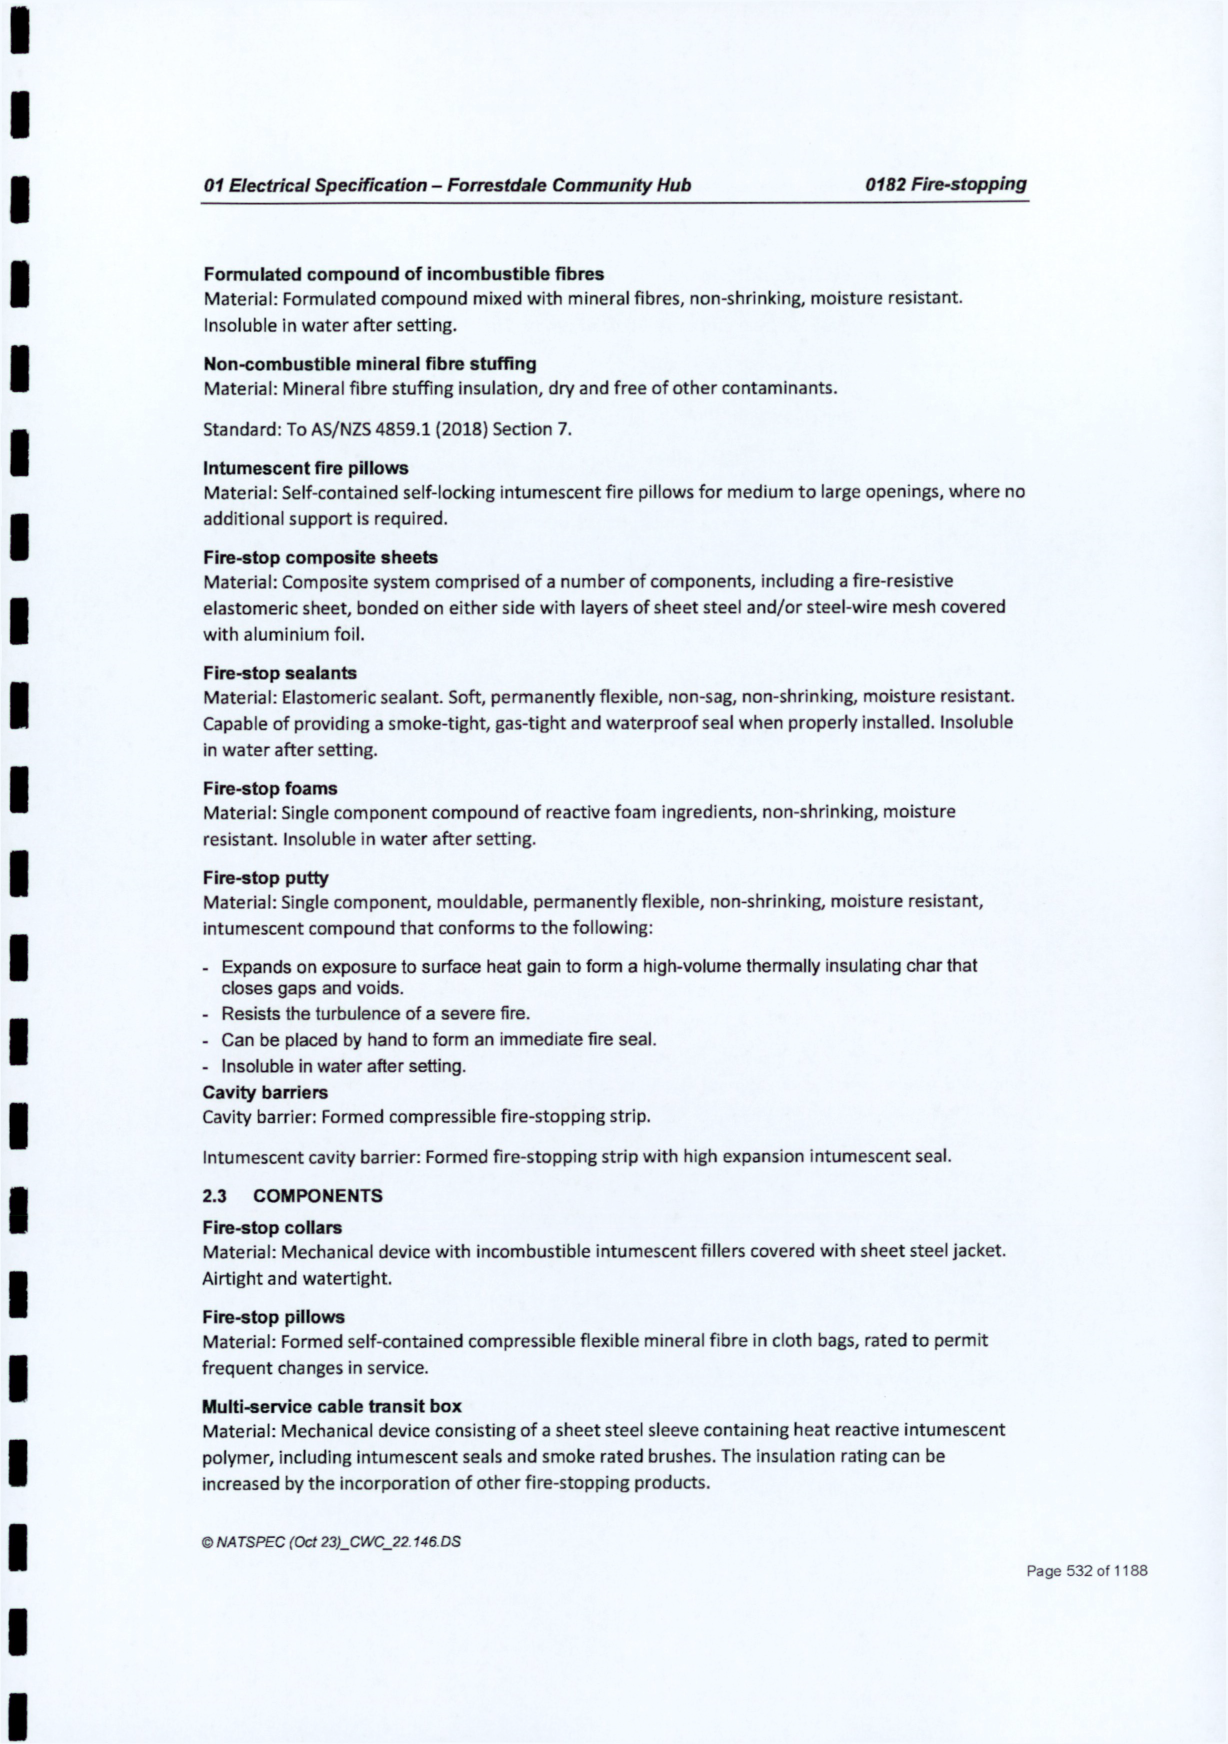 01 Electrical Specification – Forrestdale Community Hub 0182 Fire-stopping
Formulated compound of incombustible fibres
Material: Formulated compound mixed with mineral fibres, non-shrinking, moisture resistant.
Insoluble in water after setting.
Non-combustible mineral fibre stuffing
Material: Mineral fibre stuffing insulation, dry and free of other contaminants.
Standard: To AS/NZS 4859.1 (2018) Section 7.
Intumescent fire pillows
Material: Self-contained self-locking intumescent fire pillows for medium to large openings, where no
additional support is required.
Fire-stop composite sheets
Material: Composite system comprised of a number of components, including a fire-resistive
elastomeric sheet, bonded on either side with layers of sheet steel and/or steel-wire mesh covered
with aluminium foil.
Fire-stop sealants
Material: Elastomeric sealant. Soft, permanently flexible, non-sag, non-shrinking, moisture resistant.
Capable of providing a smoke-tight, gas-tight and waterproof seal when properly installed. Insoluble
in water after setting.
Fire-stop foams
Material: Single component compound of reactive foam ingredients, non-shrinking, moisture
resistant. Insoluble in water after setting.
Fire-stop putty
Material: Single component, mouldable, permanently flexible, non-shrinking, moisture resistant,
intumescent compound that conforms to the following:
- Expands on exposure to surface heat gain to form a high-volume thermally insulating char that
closes gaps and voids.
- Resists the turbulence of a severe fire.
- Can be placed by hand to form an immediate fire seal.
- Insoluble in water after setting.
Cavity barriers
Cavity barrier: Formed compressible fire-stopping strip.
Intumescent cavity barrier: Formed fire-stopping strip with high expansion intumescent seal.
2.3 COMPONENTS
Fire-stop collars
Material: Mechanical device with incombustible intumescent fillers covered with sheet steel jacket.
Airtight and watertight.
Fire-stop pillows
Material: Formed self-contained compressible flexible mineral fibre in cloth bags, rated to permit
frequent changes in service.
Multi-service cable transit box
Material: Mechanical device consisting of a sheet steel sleeve containing heat reactive intumescent
polymer, including intumescent seals and smoke rated brushes. The insulation rating can be
increased by the incorporation of other fire-stopping products.
© NATSPEC (Oct 23)_CWC_22.146.DS
Page 532 of 1188